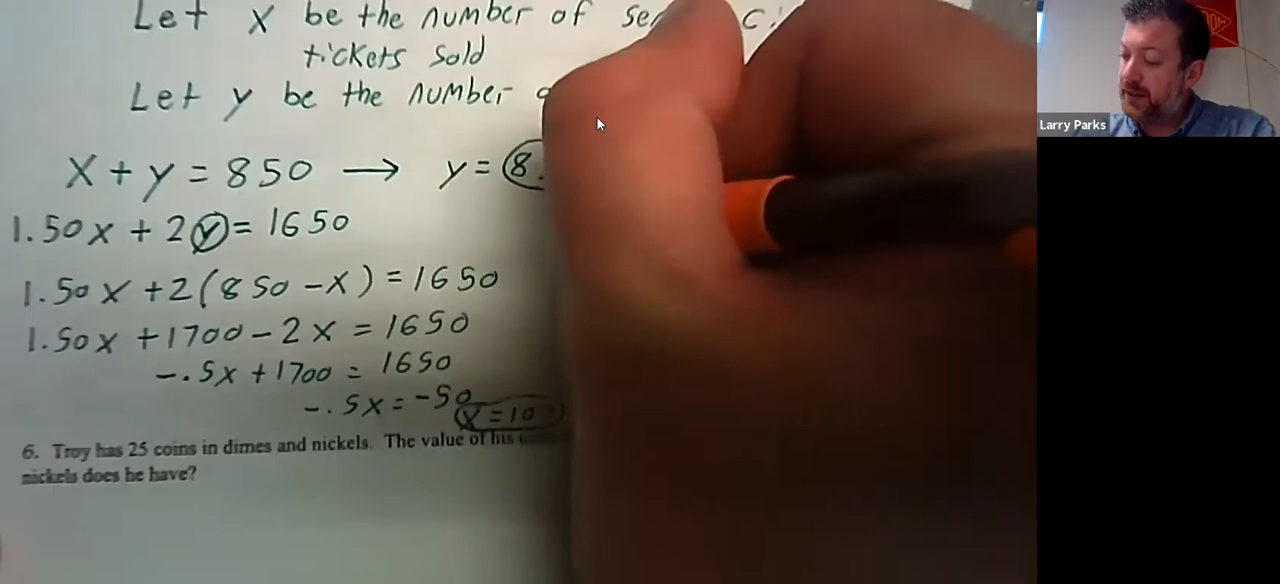 Let x be the number of
tickets sold
Let y be the number
x + y = 850 → y = 8
1.50x + 2y = 1650
1.50x + 2(850 - x) = 1650
1.50x + 1700 - 2x = 1650
-.5x + 1700 = 1650
-.5x = -50
x = 10
6. Troy has 25 coins in dimes and nickels. The value of his
nickels does he have?
Larry Parks